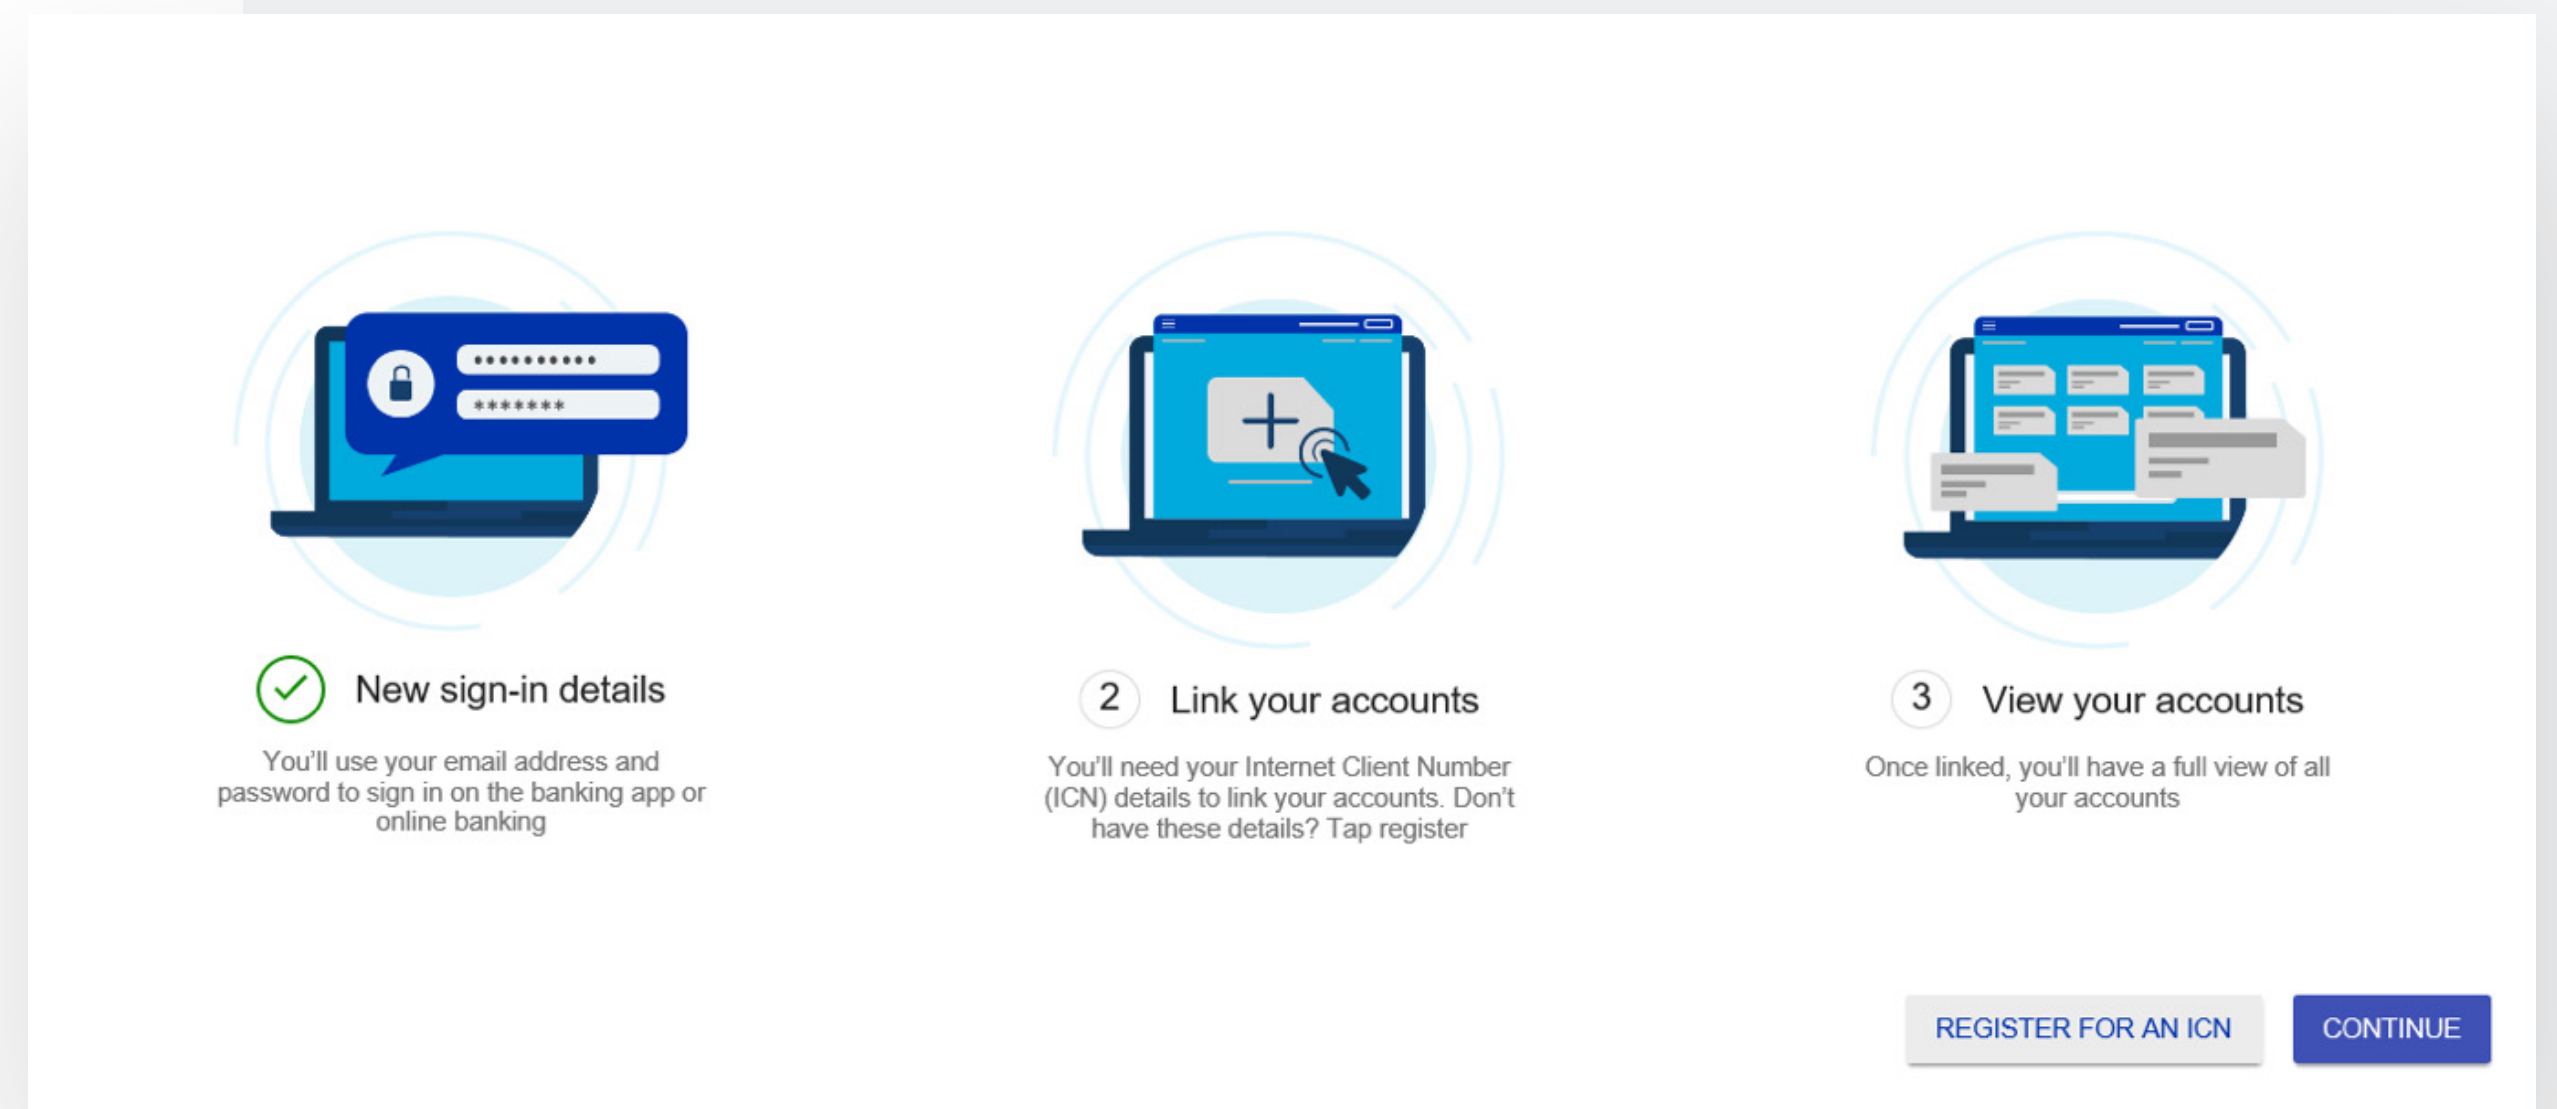 New sign-in details
You'll use your email address and
password to sign in on the banking app or
online banking
2 Link your accounts
You'll need your Internet Client Number
(ICN) details to link your accounts. Don't
have these details? Tap register
3 View your accounts
Once linked, you'll have a full view of all
your accounts
REGISTER FOR AN ICN
CONTINUE